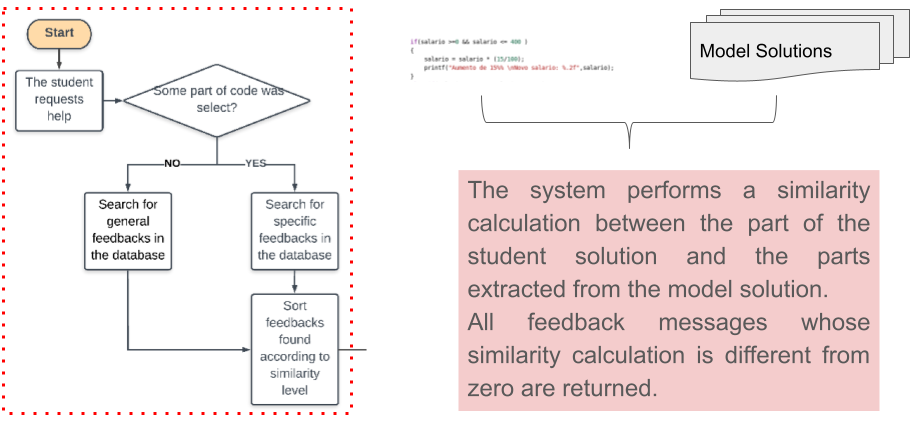 Start
The student
requests
help
Some part of code was
select?
NO
YES
Search for
general
feedbacks in
the database
Search for
specific
feedbacks in
the database
Sort
feedbacks
found
according to
similarity
level
if(salario >=0 && salario <= 400 )
{
salario = salario * (15/100);
printf("Aumento de 15%% \nNovo salario: %.2f",salario);
}
Model Solutions
The system performs a similarity
calculation between the part of the
student solution and the parts
extracted from the model solution.
All feedback messages whose
similarity calculation is different from
zero are returned.